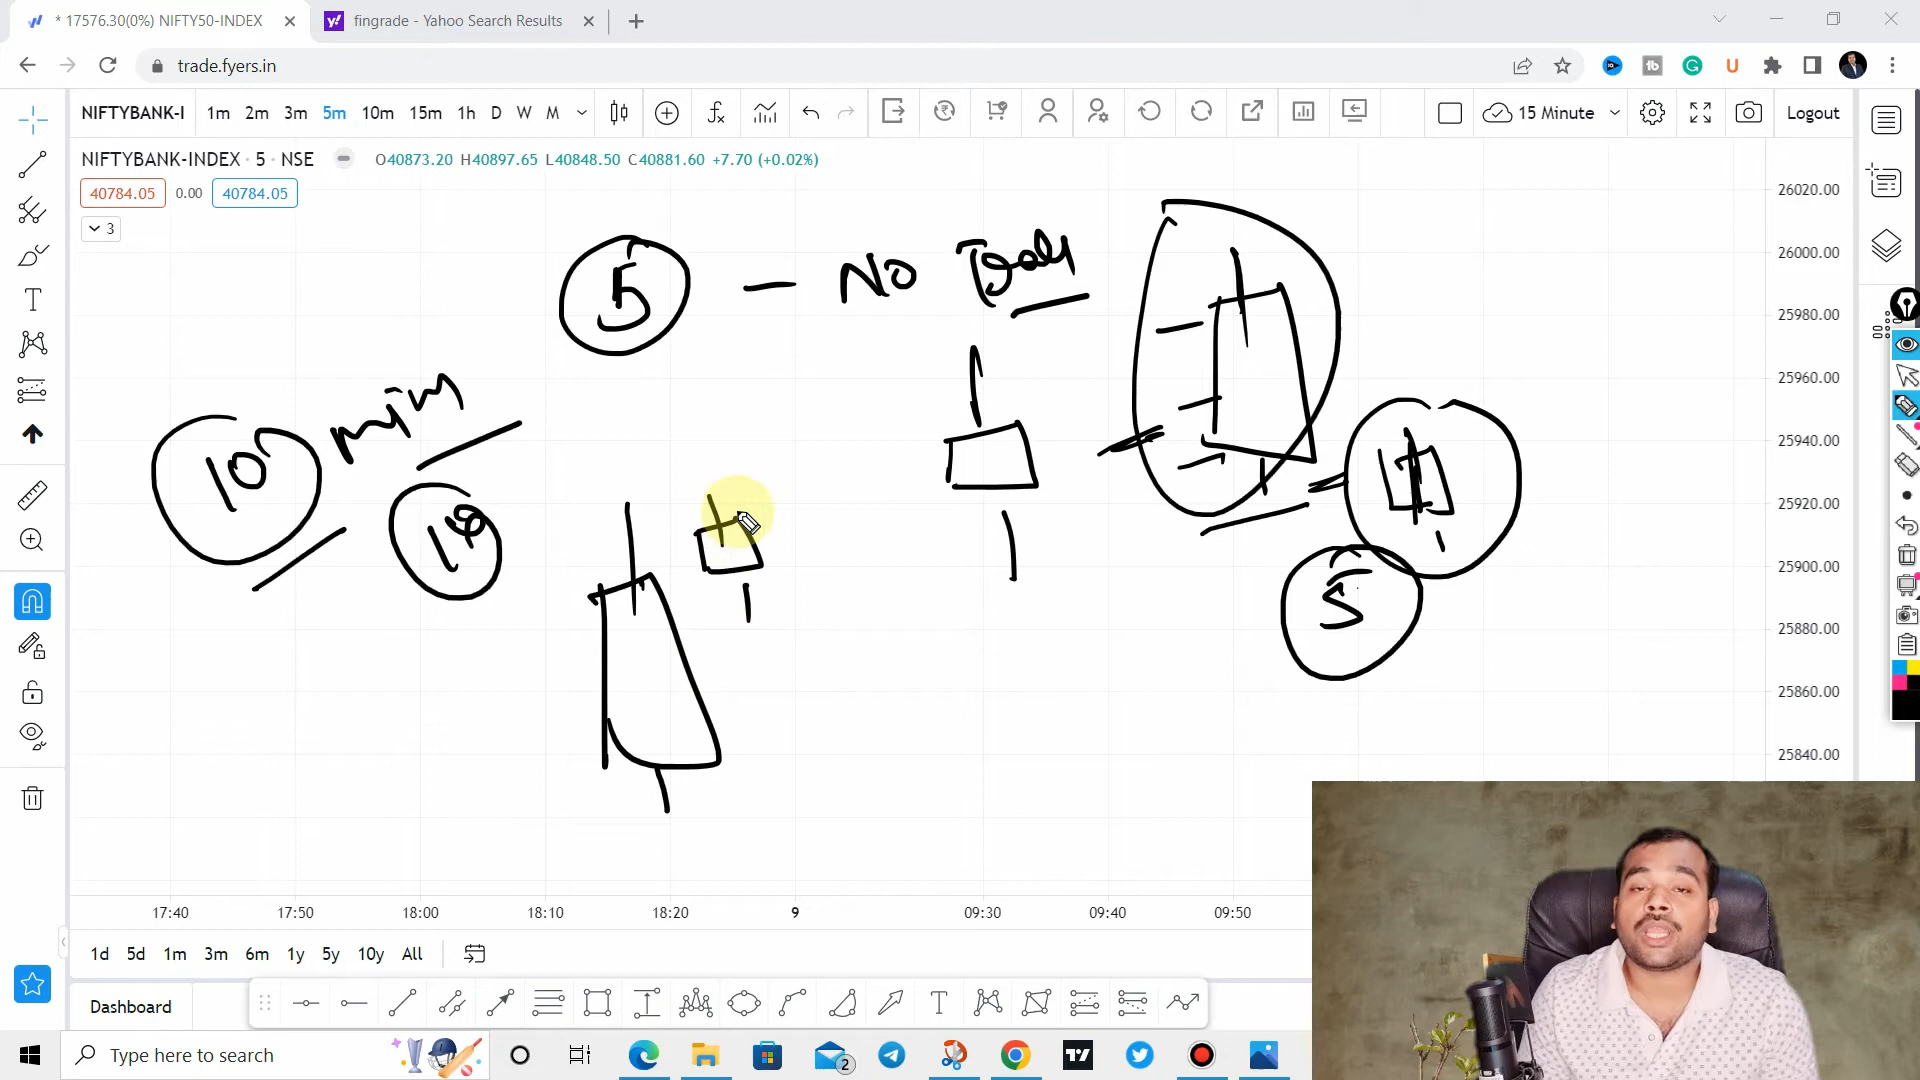 * 17576.30(0%) NIFTY50-INDEX
fingrade - Yahoo Search Results
trade.fyers.in
NIFTYBANK-I 1m 2m 3m 5m 10m 15m 1h D W M 15 Minute Logout
NIFTYBANK-INDEX · 5 · NSE O40873.20 H40897.65 L40848.50 C40881.60 +7.70 (+0.02%)
40784.05 0.00 40784.05
3
5 - No
10 min
10
5
26020.00
26000.00
25980.00
25960.00
25940.00
25920.00
25900.00
25880.00
25860.00
25840.00
17:40 17:50 18:00 18:10 18:20 9 09:30 09:40 09:50
1d 5d 1m 3m 6m 1y 5y 10y All
Dashboard
Type here to search
2